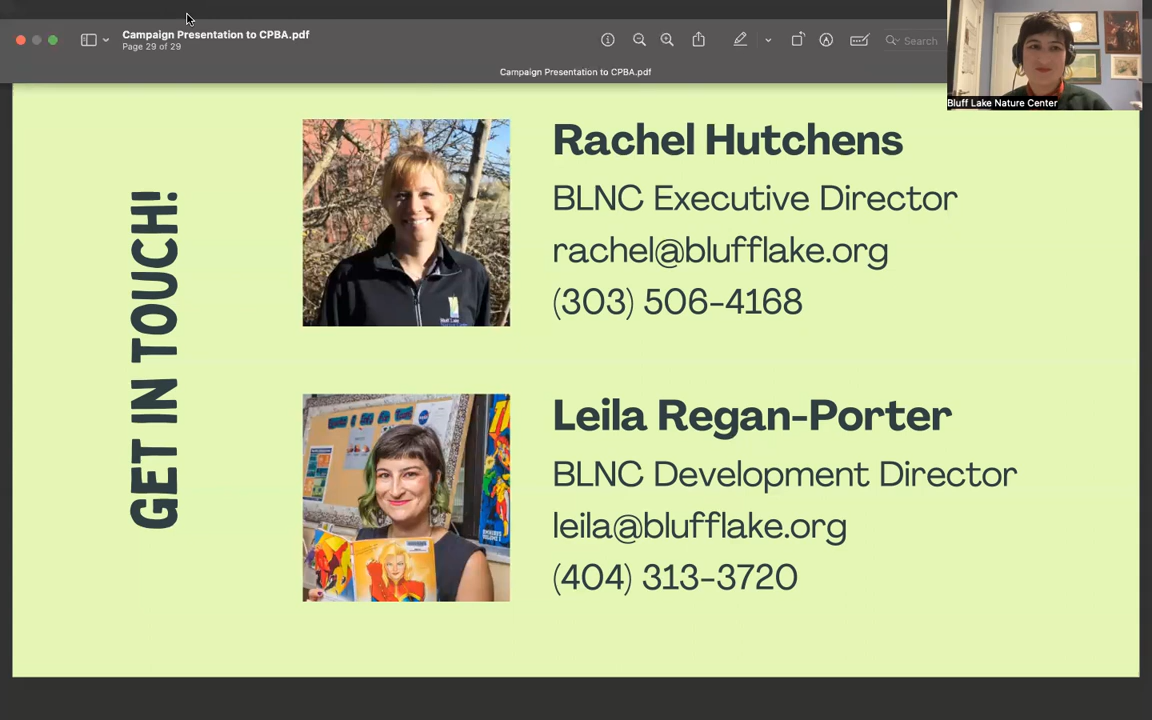 Campaign Presentation to CPBA.pdf
Page 29 of 29
Search
Campaign Presentation to CPBA.pdf
Bluff Lake Nature Center
GET IN TOUCH!
Rachel Hutchens
BLNC Executive Director
rachel@blufflake.org
(303) 506-4168
Leila Regan-Porter
BLNC Development Director
leila@blufflake.org
(404) 313-3720
NASA